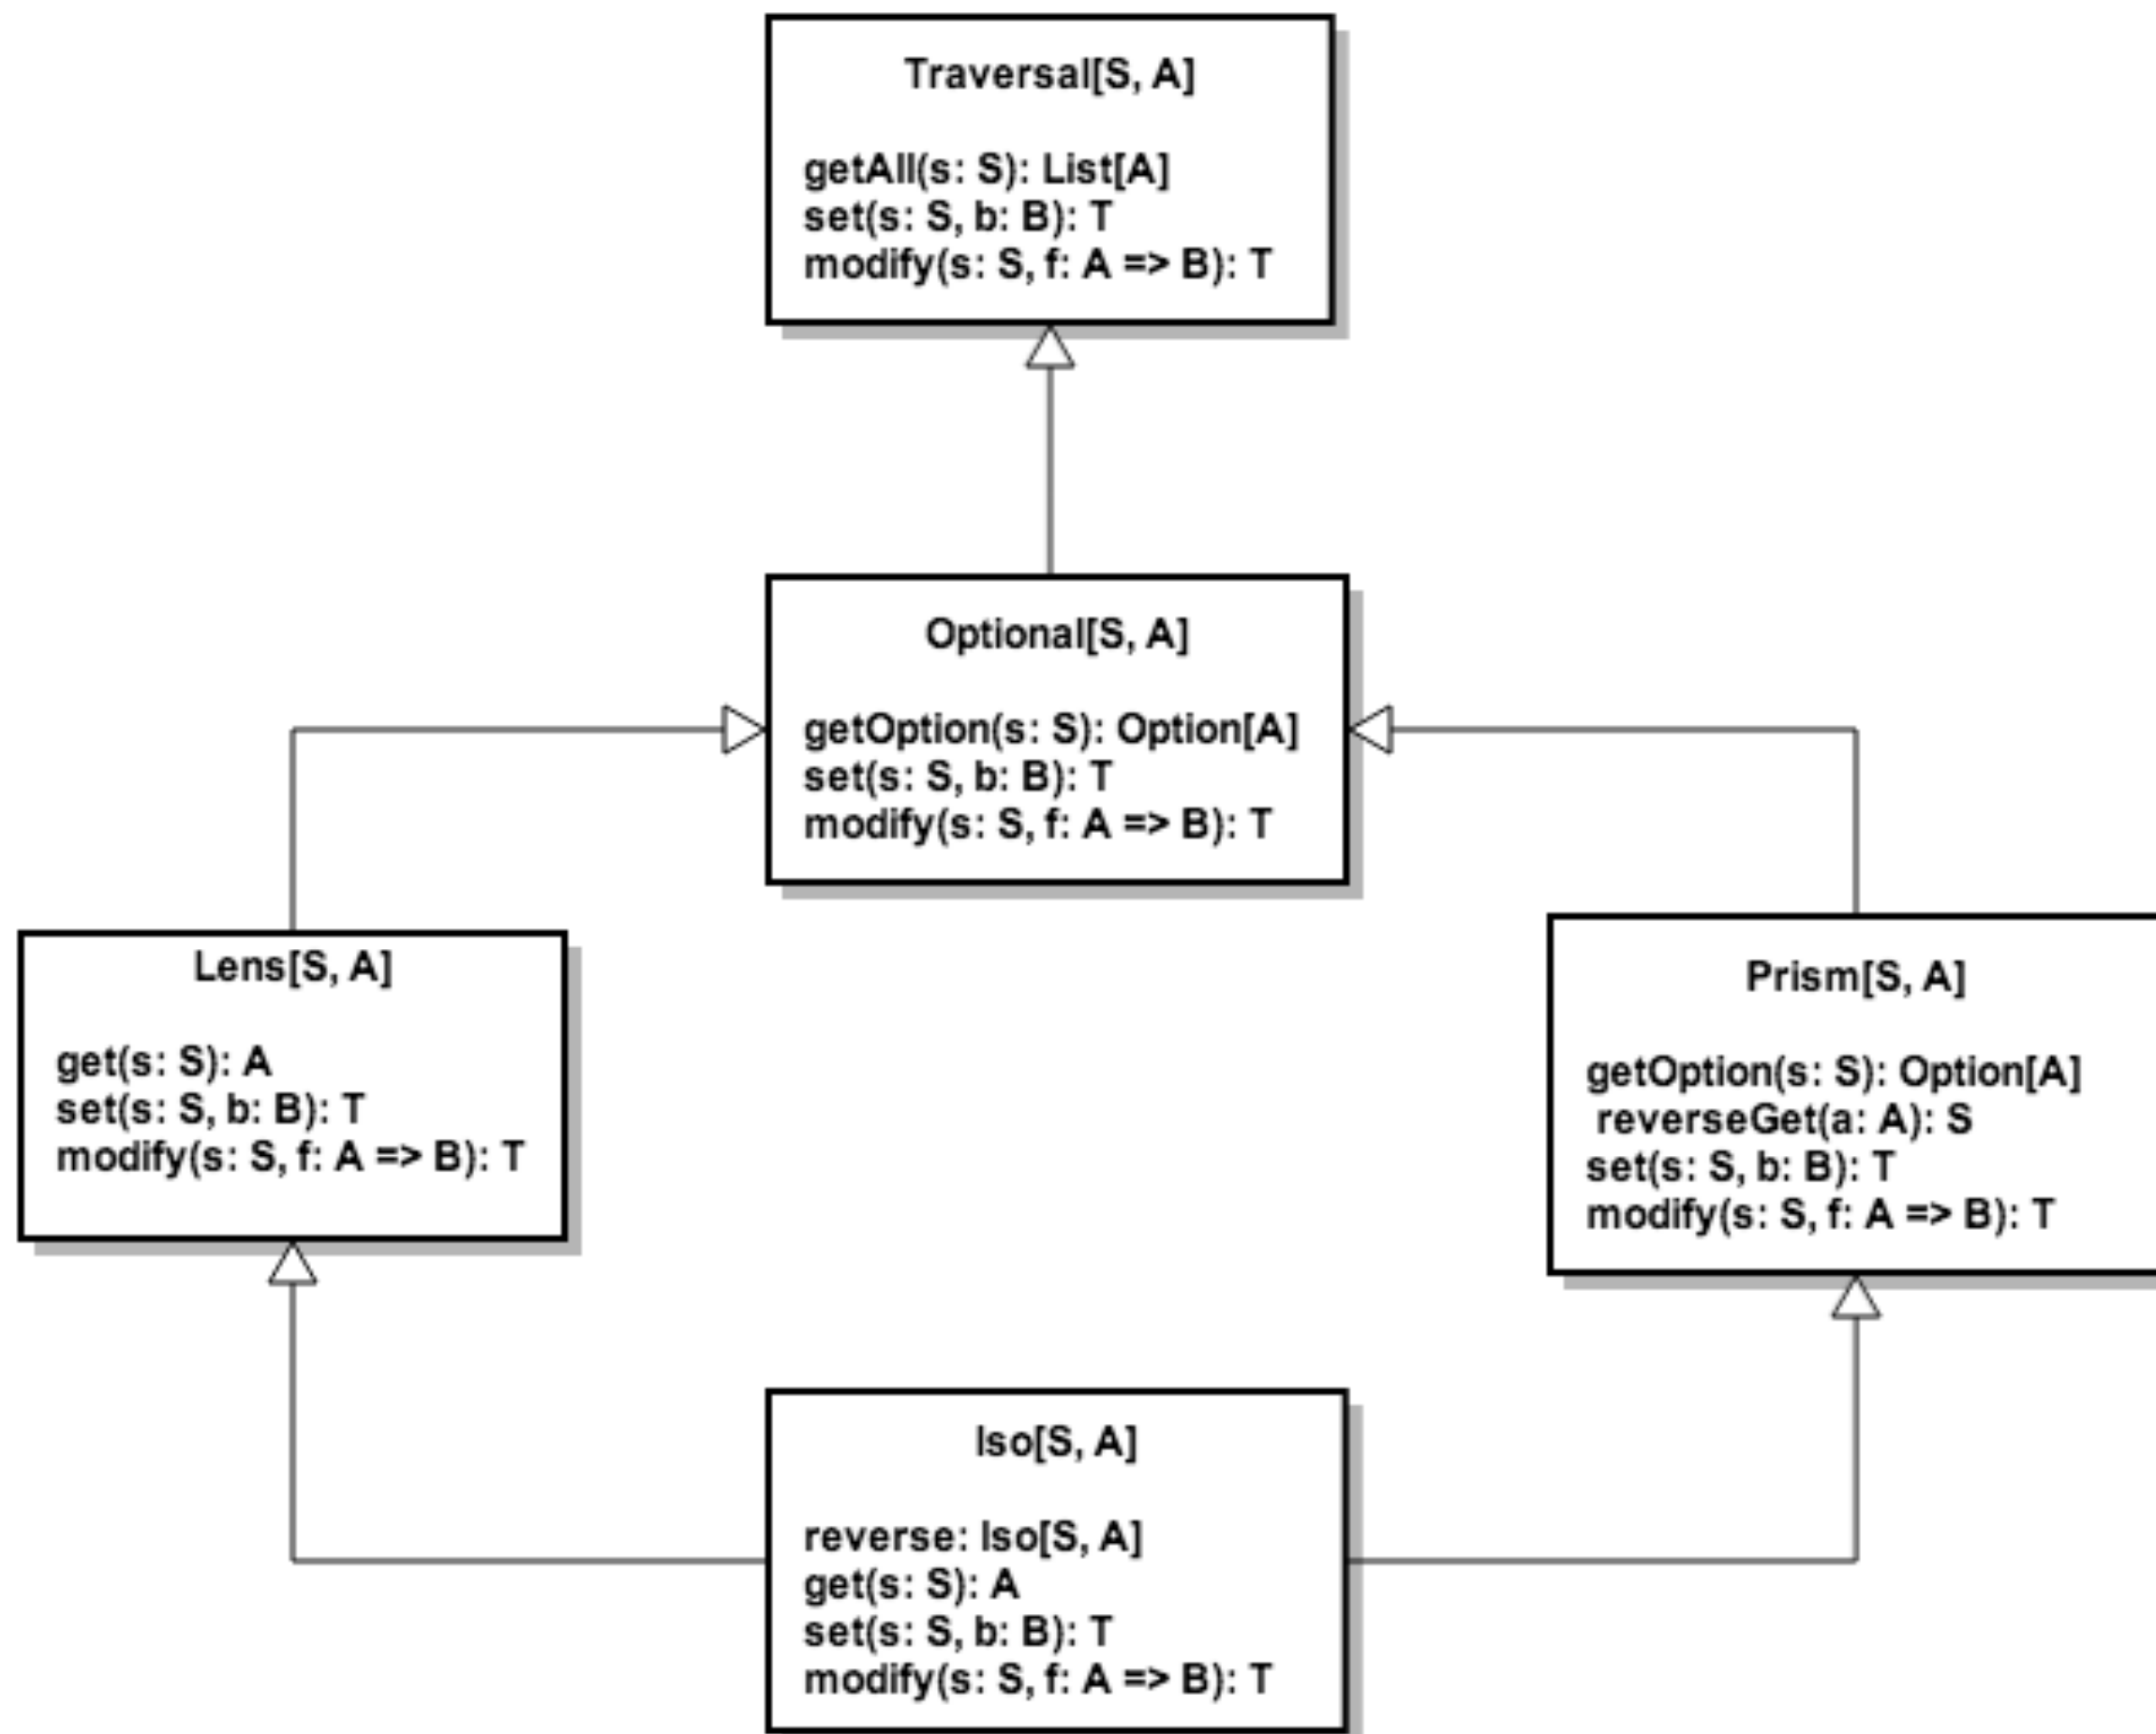 Traversal[S, A]
getAll(s: S): List[A]
set(s: S, b: B): T
modify(s: S, f: A => B): T
Optional[S, A]
getOption(s: S): Option[A]
set(s: S, b: B): T
modify(s: S, f: A => B): T
Lens[S, A]
get(s: S): A
set(s: S, b: B): T
modify(s: S, f: A => B): T
Prism[S, A]
getOption(s: S): Option[A]
reverseGet(a: A): S
set(s: S, b: B): T
modify(s: S, f: A => B): T
Iso[S, A]
reverse: Iso[S, A]
get(s: S): A
set(s: S, b: B): T
modify(s: S, f: A => B): T